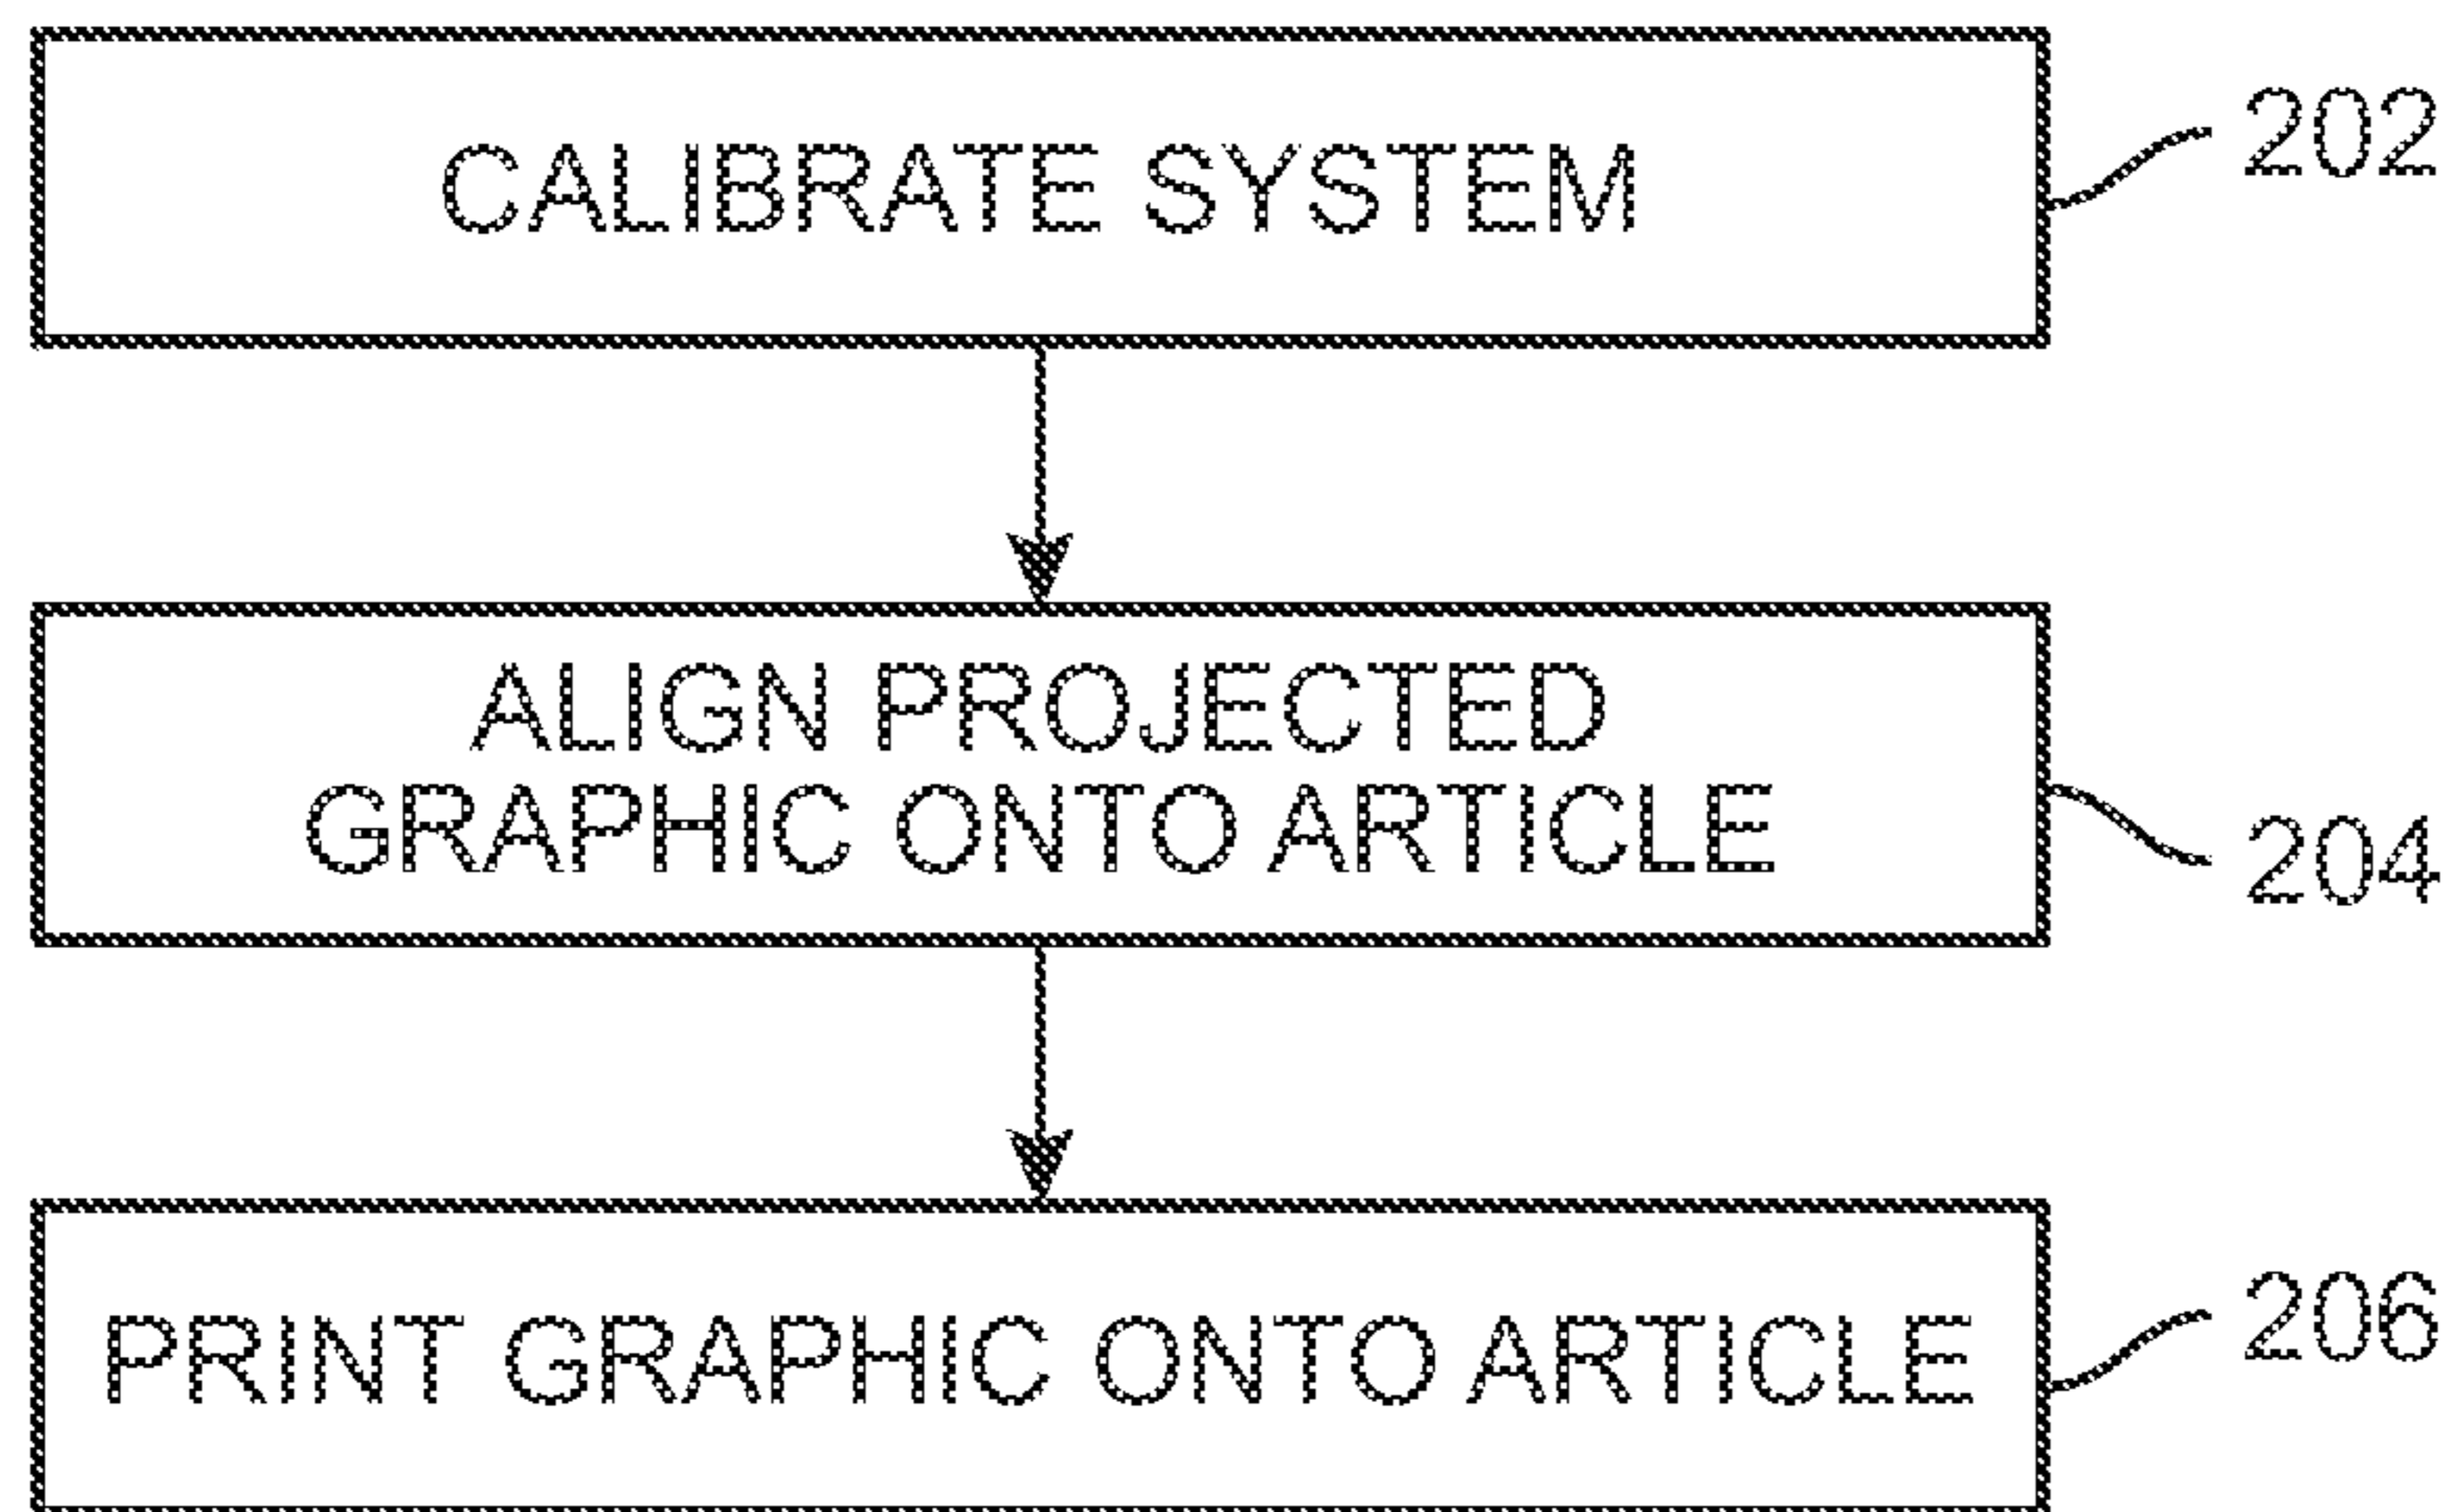 CALIBRATE SYSTEM
202
ALIGN PROJECTED
GRAPHIC ONTO ARTICLE
204
PRINT GRAPHIC ONTO ARTICLE
206